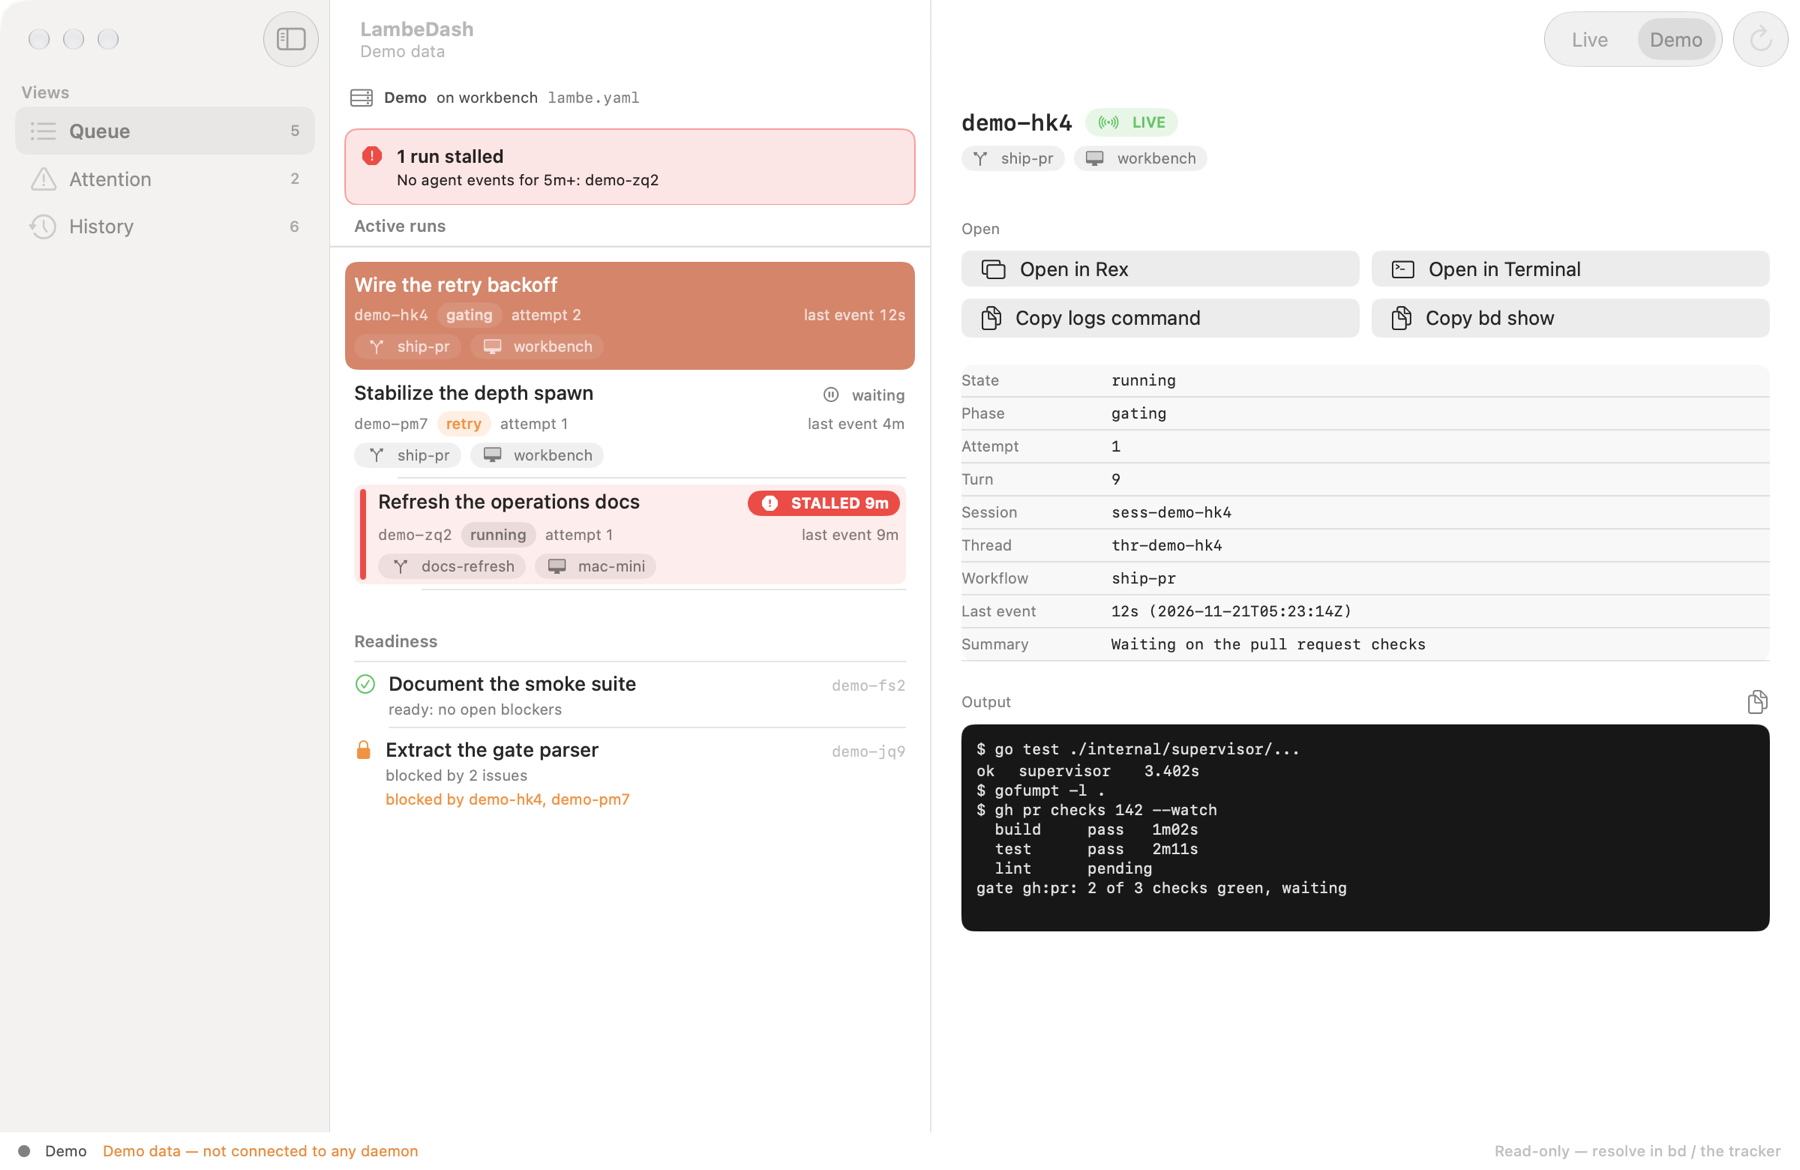 Views
Queue 5
Attention 2
History 6
LambeDash
Demo data
Demo on workbench lambe.yaml
1 run stalled
No agent events for 5m+: demo-zq2
Active runs
Wire the retry backoff
demo-hk4 gating attempt 2 last event 12s
ship-pr workbench
Stabilize the depth spawn waiting
demo-pm7 retry attempt 1 last event 4m
ship-pr workbench
Refresh the operations docs STALLED 9m
demo-zq2 running attempt 1 last event 9m
docs-refresh mac-mini
Readiness
Document the smoke suite demo-fs2
ready: no open blockers
Extract the gate parser demo-jq9
blocked by 2 issues
blocked by demo-hk4, demo-pm7
Live Demo
demo-hk4 LIVE
ship-pr workbench
Open
Open in Rex Open in Terminal
Copy logs command Copy bd show
State running
Phase gating
Attempt 1
Turn 9
Session sess-demo-hk4
Thread thr-demo-hk4
Workflow ship-pr
Last event 12s (2026-11-21T05:23:14Z)
Summary Waiting on the pull request checks
Output
$ go test ./internal/supervisor/...
ok supervisor 3.402s
$ gofumpt -l .
$ gh pr checks 142 --watch
build pass 1m02s
test pass 2m11s
lint pending
gate gh:pr: 2 of 3 checks green, waiting
Demo Demo data — not connected to any daemon
Read-only — resolve in bd / the tracker